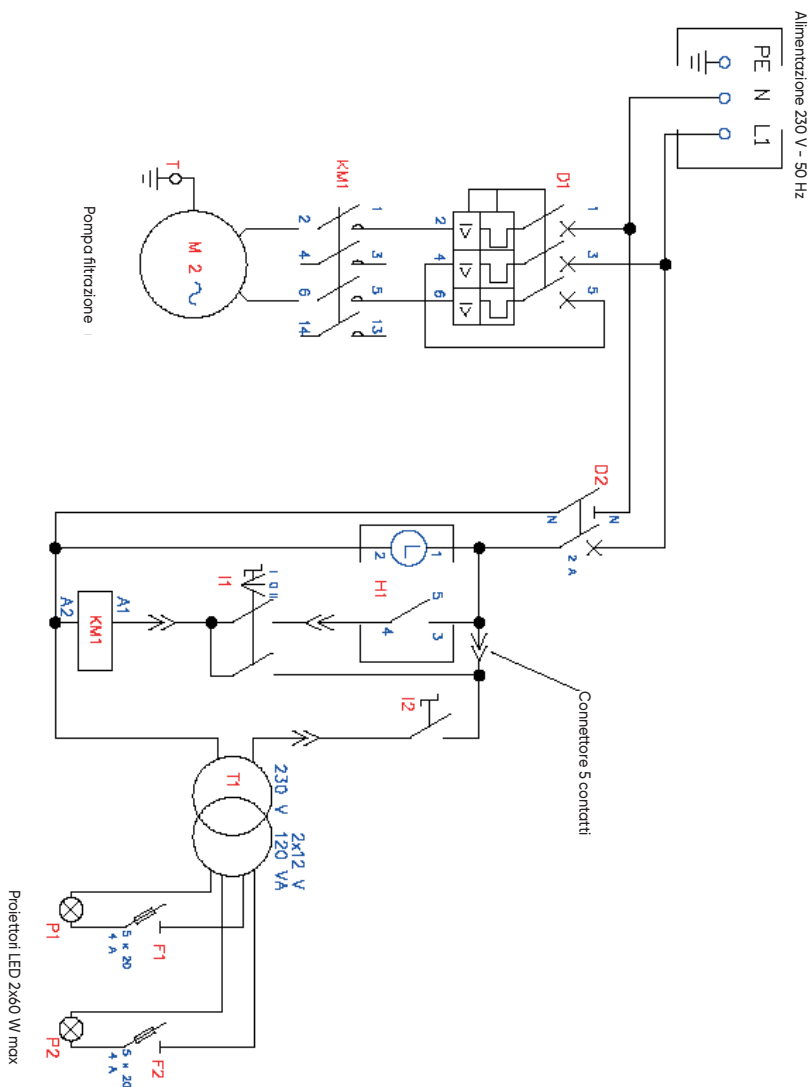 Alimentazione 230 V - 50 Hz
PE N L1
D1
1 3 5
2 4 6
KM1
1 3 5 13
2 4 6 14
T
M 2
Pompa filtrazione
D2
N
N
2 A
L
1
2
H1
5
4 3
I1
I 0 II
A1
A2
KM1
Connettore 5 contatti
I2
T1
230 V
2x12 V
120 VA
F1
5 x 20
4 A
P1
F2
5 x 20
4 A
P2
Proiettori LED 2x60 W max